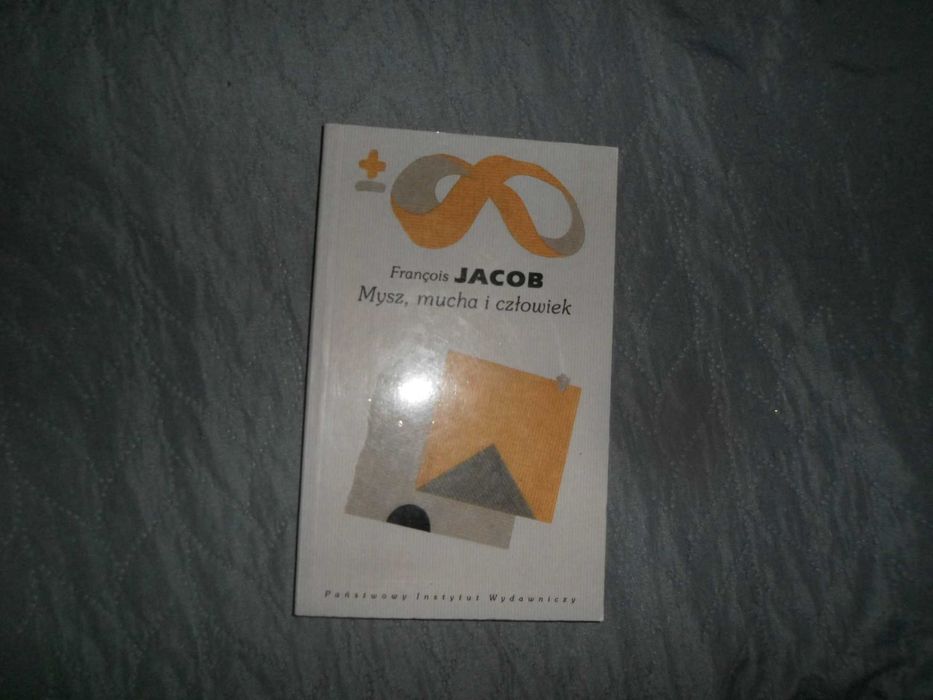 ±
François JACOB
Mysz, mucha i człowiek
Państwowy Instytut Wydawniczy